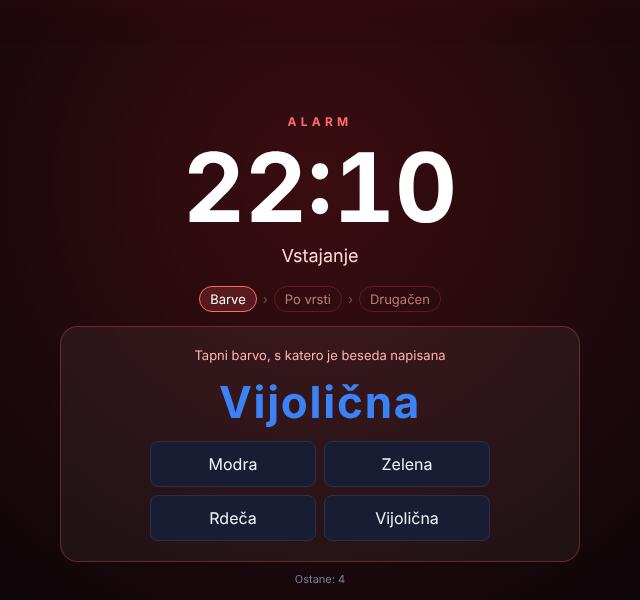 ALARM
22:10
Vstajanje
Barve › Po vrsti › Drugačen
Tapni barvo, s katero je beseda napisana
Vijolična
Modra Zelena
Rdeča Vijolična
Ostane: 4